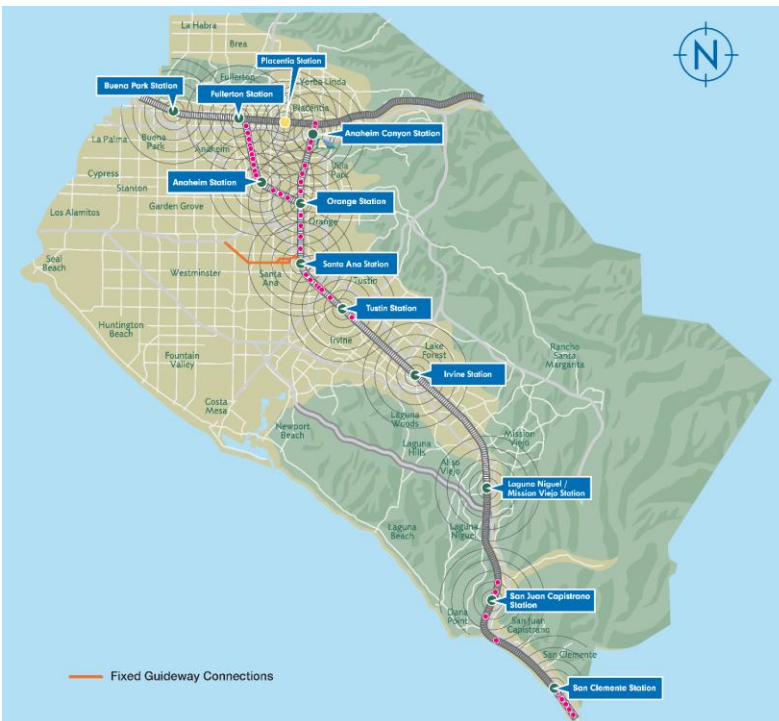 La Habra
Brea
N
Placentia Station
Fullerton
Yorba Linda
Buena Park Station
Fullerton Station
Placentia
Anaheim Canyon Station
La Palma
Buena
Park
Anaheim
Villa
Park
Cypress
Stanton
Anaheim Station
Los Alamitos
Garden Grove
Orange Station
Orange
Seal
Beach
Westminster
Santa
Ana
Santa Ana Station
Tustin
Tustin Station
Huntington
Beach
Irvine
Lake
Forest
Rancho
Santa
Margarita
Fountain
Valley
Irvine Station
Costa
Mesa
Laguna
Woods
Newport
Beach
Laguna
Hills
Mission
Viejo
Aliso
Viejo
Laguna Niguel /
Missian Viejo Station
Laguna
Beach
Laguna
Niguel
San Juan Capistrano
Station
Dana
Point
San Juan
Capistrano
San Clemente
Fixed Guideway Connections
San Clemente Station